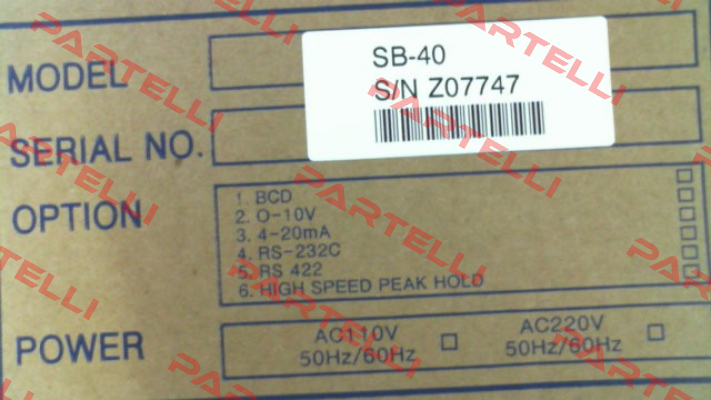 MODEL
SB-40
S/N Z07747
SERIAL NO.
OPTION
1. BCD
2. 0-10V
3. 4-20mA
4. RS-232C
5. RS 422
6. HIGH SPEED PEAK HOLD
POWER
AC110V
50Hz/60Hz
AC220V
50Hz/60Hz
PARTELLI